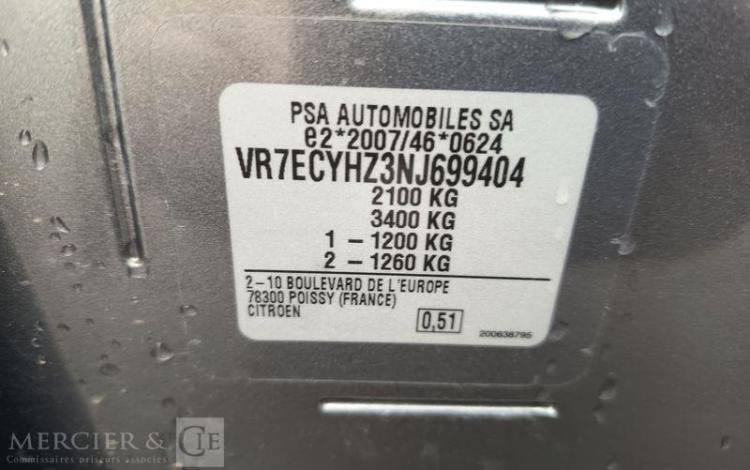 PSA AUTOMOBILES SA
e2*2007/46*0624
VR7ECYHZ3NJ699404
2100 KG
3400 KG
1 - 1200 KG
2 - 1260 KG
2-10 BOULEVARD DE L'EUROPE
78300 POISSY (FRANCE)
CITROEN
0,51
200638795
MERCIER & CIE
Commissaires priseurs associés